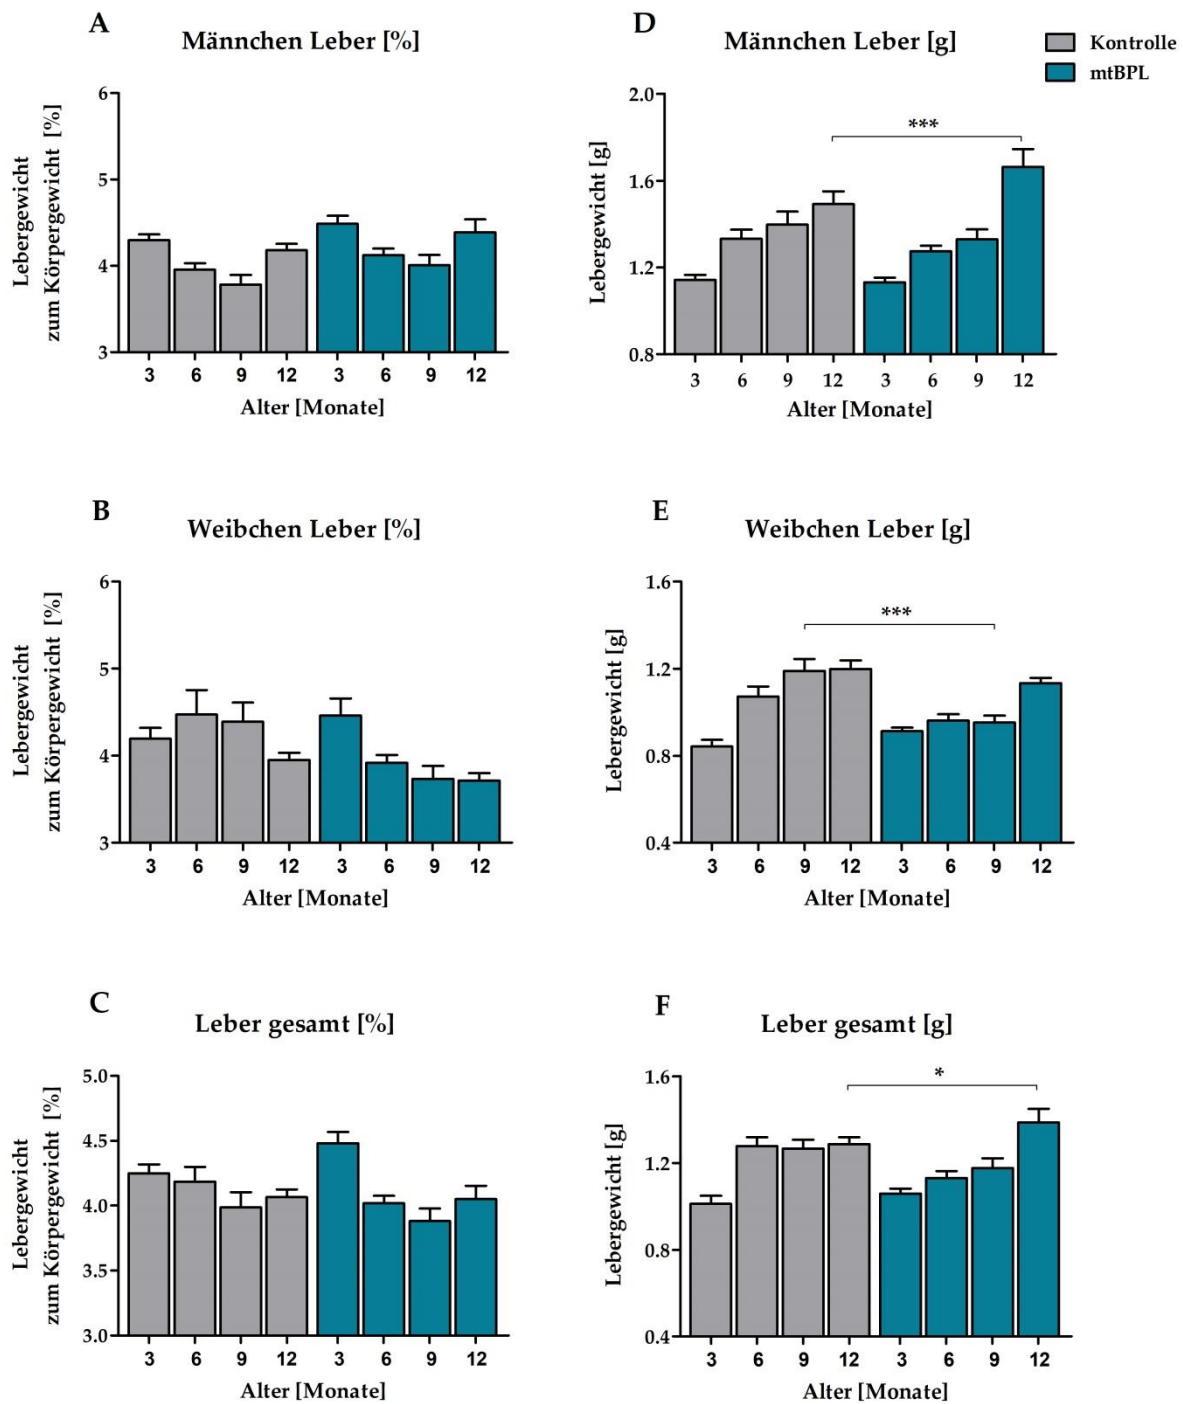 A
Männchen Leber [%]
Lebergewicht
zum Körpergewicht [%]
6
5
4
3
3 6 9 12 3 6 9 12
Alter [Monate]
D
Männchen Leber [g]
Kontrolle
mtBPL
Lebergewicht [g]
2.0
1.6
1.2
0.8
***
3 6 9 12 3 6 9 12
Alter [Monate]
B
Weibchen Leber [%]
Lebergewicht
zum Körpergewicht [%]
6
5
4
3
3 6 9 12 3 6 9 12
Alter [Monate]
E
Weibchen Leber [g]
Lebergewicht [g]
1.6
1.2
0.8
0.4
***
3 6 9 12 3 6 9 12
Alter [Monate]
C
Leber gesamt [%]
Lebergewicht
zum Körpergewicht [%]
5.0
4.5
4.0
3.5
3.0
3 6 9 12 3 6 9 12
Alter [Monate]
F
Leber gesamt [g]
Lebergewicht [g]
1.6
1.2
0.8
0.4
*
3 6 9 12 3 6 9 12
Alter [Monate]